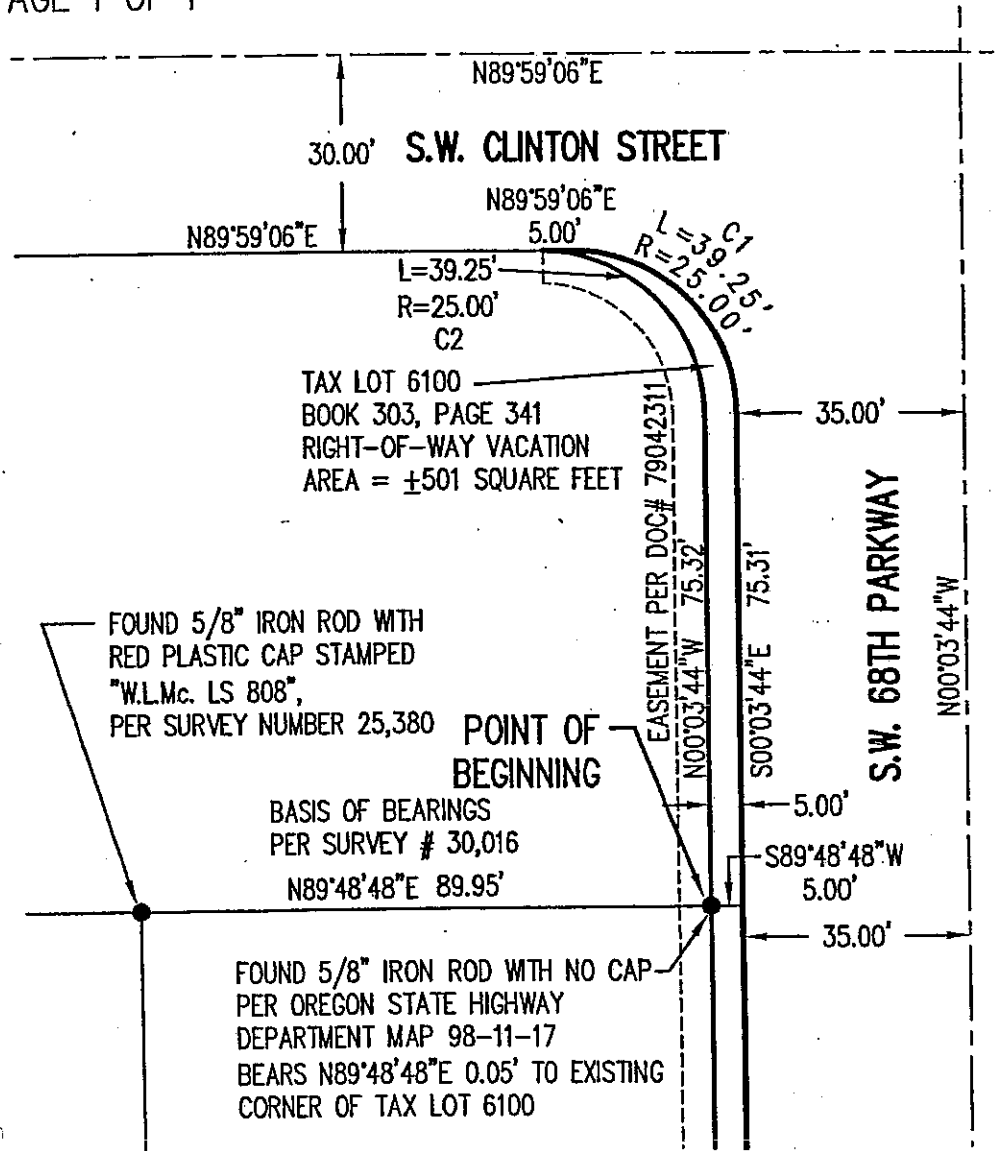 AGE 1 OF 1
N89°59'06"E
30.00'
S.W. CLINTON STREET
N89°59'06"E
N89°59'06"E
5.00'
C1
L=39.25'
R=25.00'
L=39.25'
R=25.00'
C2
TAX LOT 6100
BOOK 303, PAGE 341
RIGHT-OF-WAY VACATION
AREA = ±501 SQUARE FEET
35.00'
EASEMENT PER DOC# 79042311
N00°03'44"W 75.32'
S00°03'44"E 75.31'
S.W. 68TH PARKWAY
N00°03'44"W
FOUND 5/8" IRON ROD WITH
RED PLASTIC CAP STAMPED
"W.L.Mc. LS 808",
PER SURVEY NUMBER 25,380
POINT OF
BEGINNING
5.00'
BASIS OF BEARINGS
PER SURVEY # 30,016
N89°48'48"E 89.95'
S89°48'48"W
5.00'
35.00'
FOUND 5/8" IRON ROD WITH NO CAP
PER OREGON STATE HIGHWAY
DEPARTMENT MAP 98-11-17
BEARS N89°48'48"E 0.05' TO EXISTING
CORNER OF TAX LOT 6100